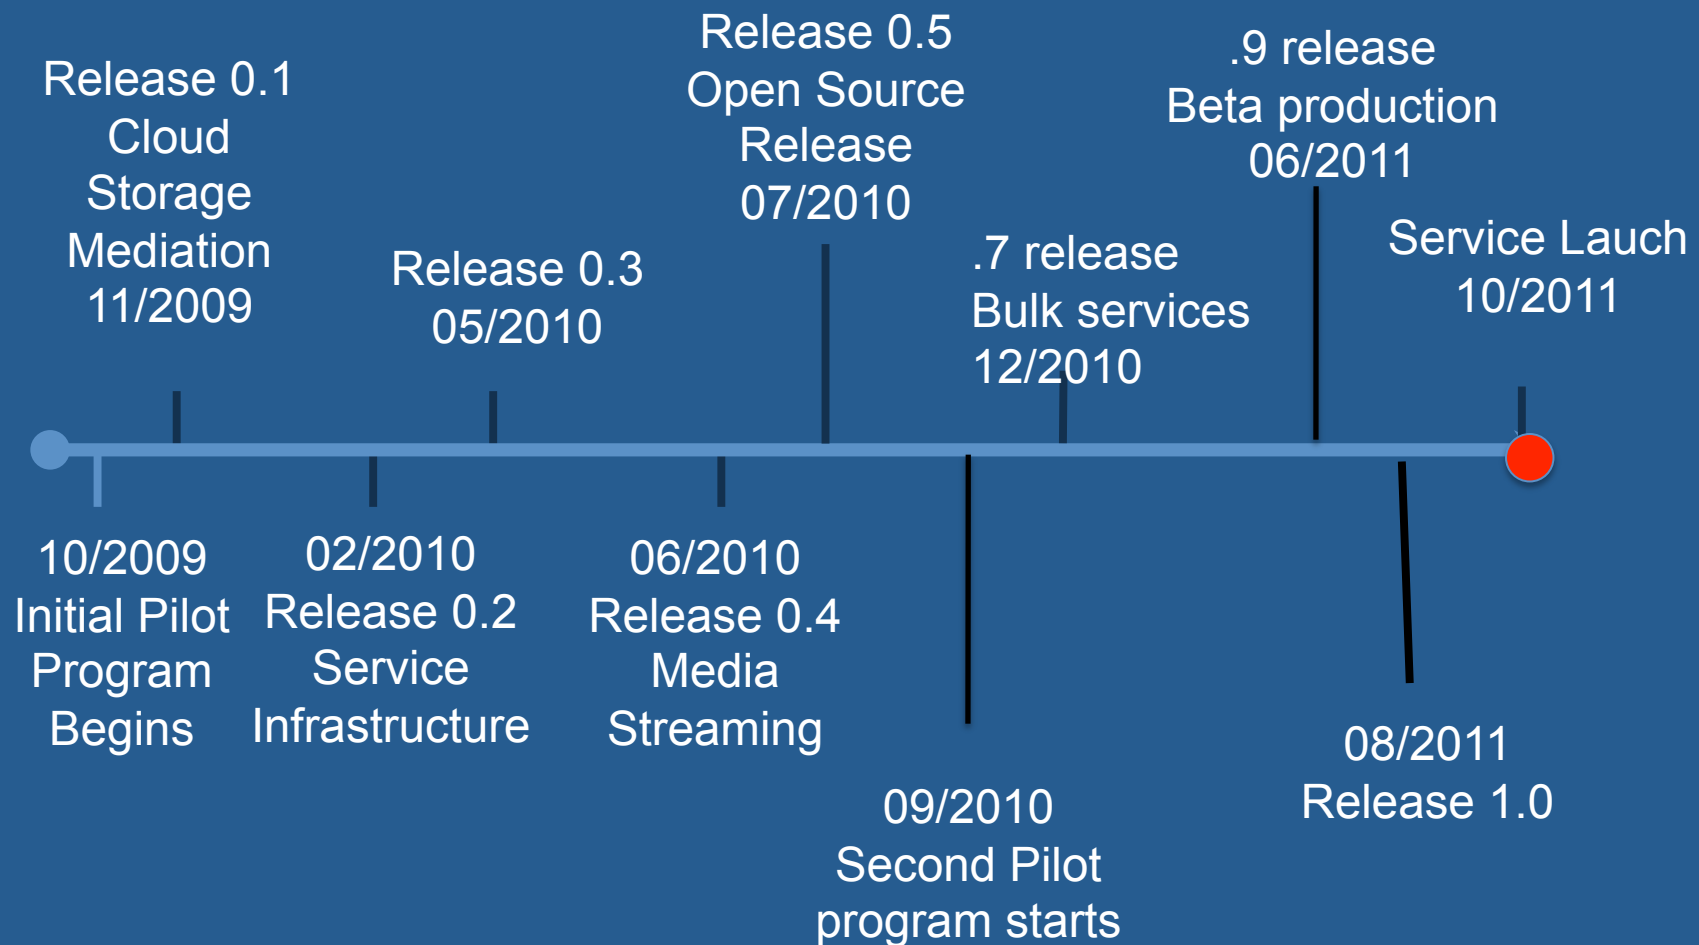 Release 0.1
Cloud
Storage
Mediation
11/2009
Release 0.3
05/2010
Release 0.5
Open Source
Release
07/2010
.7 release
Bulk services
12/2010
.9 release
Beta production
06/2011
Service Lauch
10/2011
10/2009
Initial Pilot
Program
Begins
02/2010
Release 0.2
Service
Infrastructure
06/2010
Release 0.4
Media
Streaming
09/2010
Second Pilot
program starts
08/2011
Release 1.0